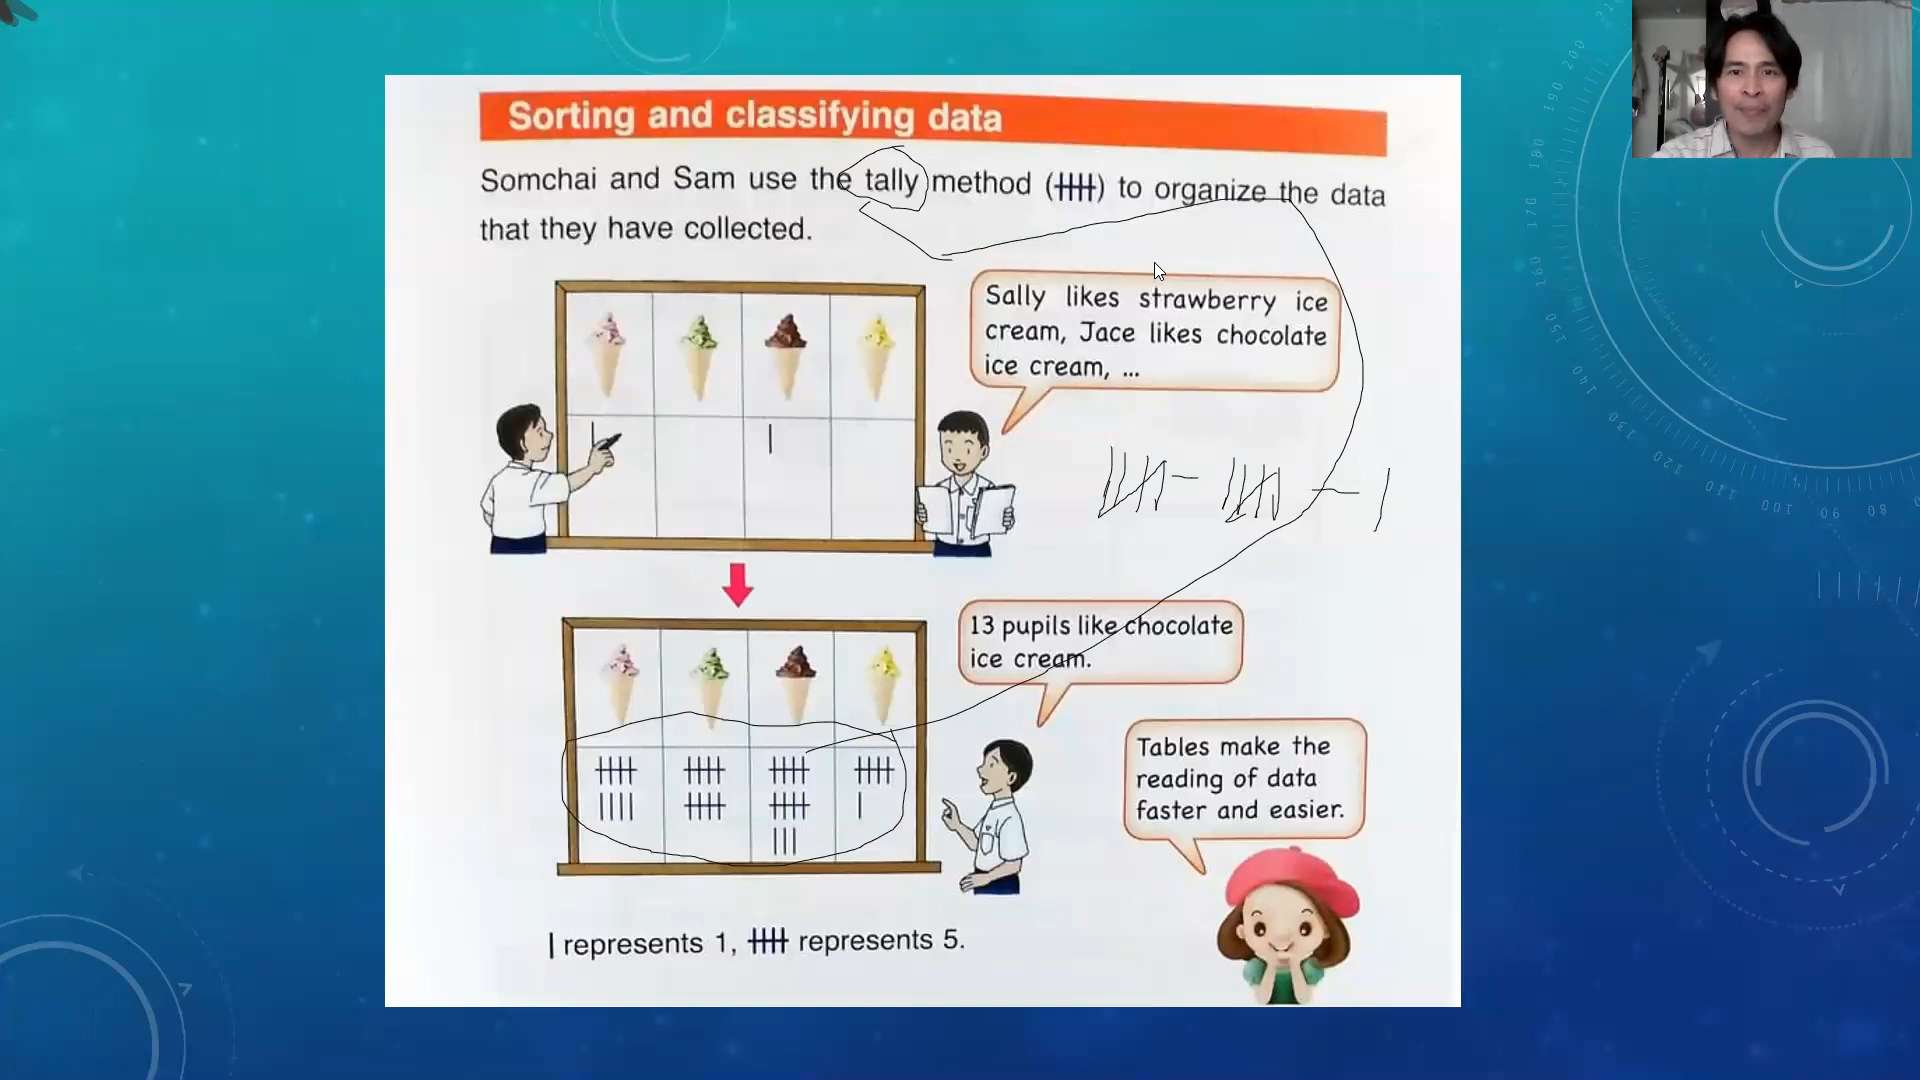 Sorting and classifying data
Somchai and Sam use the tally method (卌) to organize the data
that they have collected.
Sally likes strawberry ice
cream, Jace likes chocolate
ice cream, ...
13 pupils like chocolate
ice cream.
Tables make the
reading of data
faster and easier.
| represents 1, 卌 represents 5.